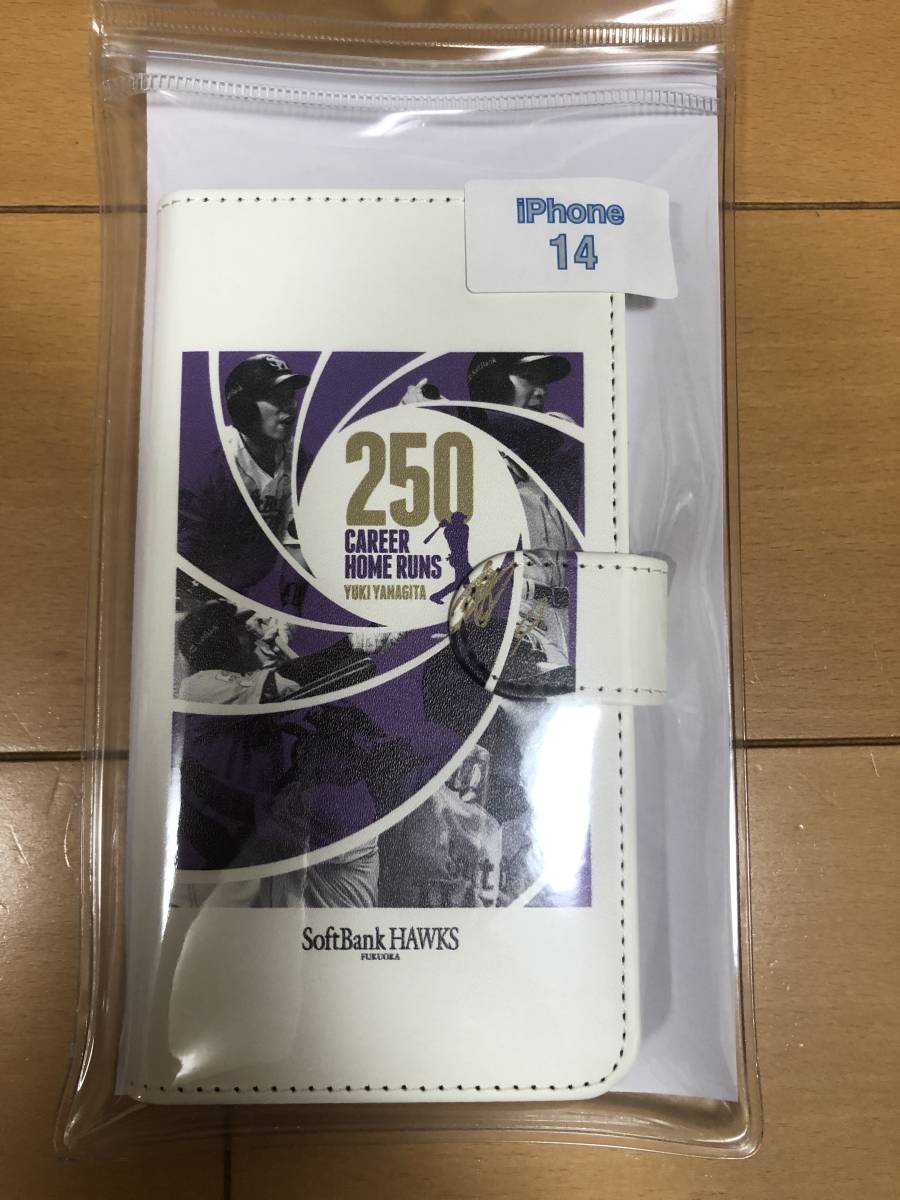 iPhone
14
250
CAREER
HOME RUNS
YUKI YANAGITA
SoftBank HAWKS
FUKUOKA